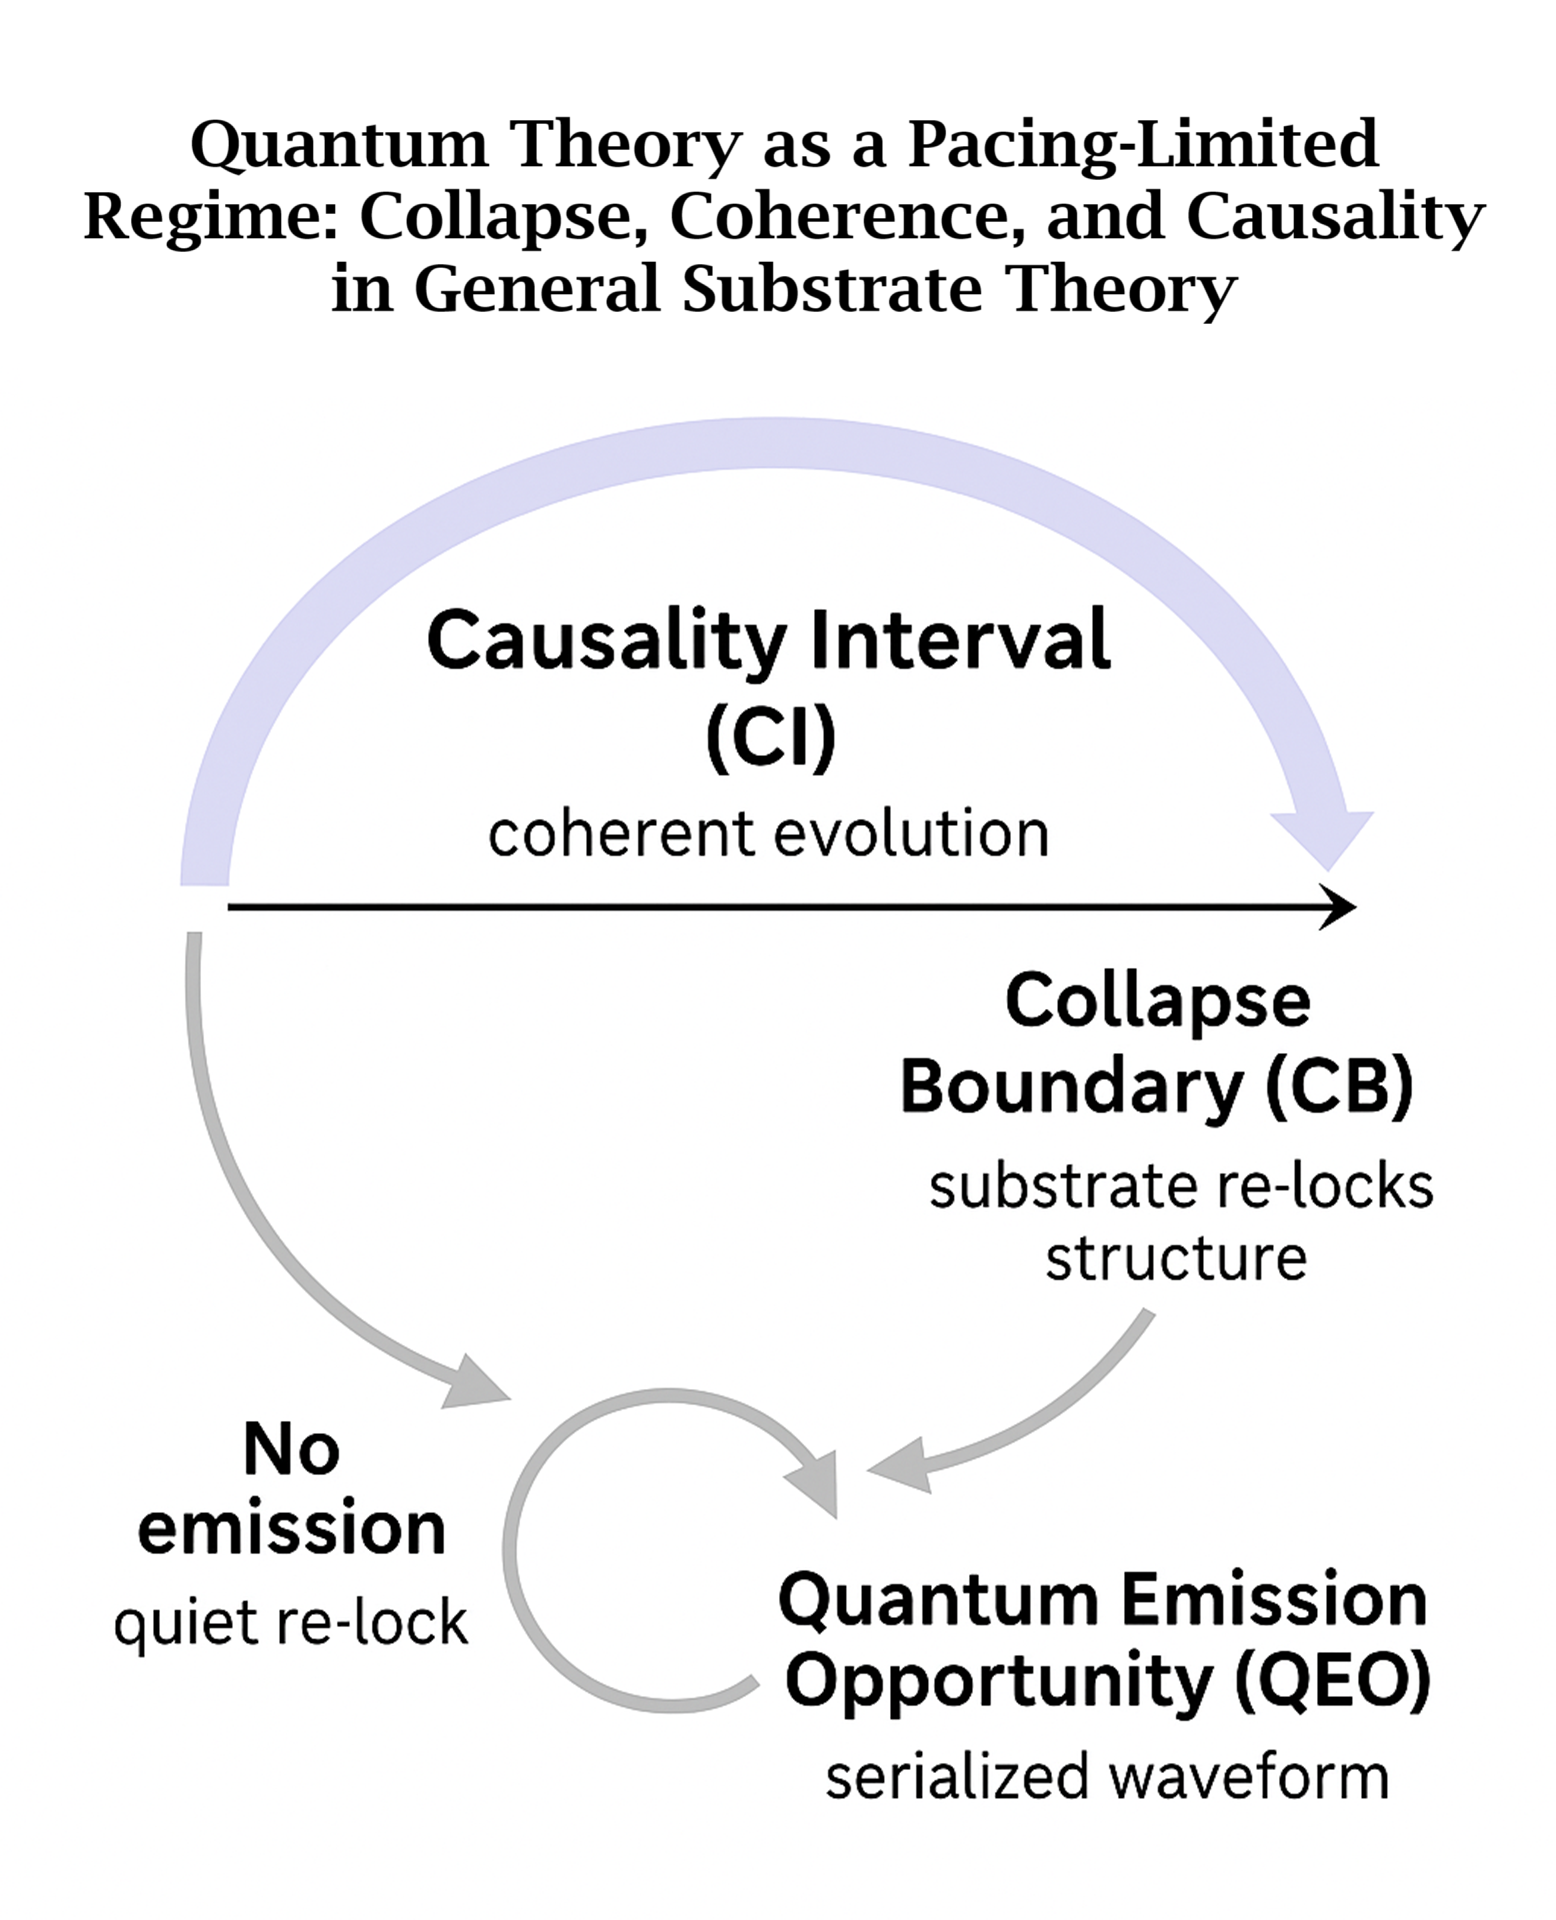 Quantum Theory as a Pacing-Limited
Regime: Collapse, Coherence, and Causality
in General Substrate Theory
Causality Interval
(CI)
coherent evolution
Collapse
Boundary (CB)
substrate re-locks
structure
No
emission
quiet re-lock
Quantum Emission
Opportunity (QEO)
serialized waveform